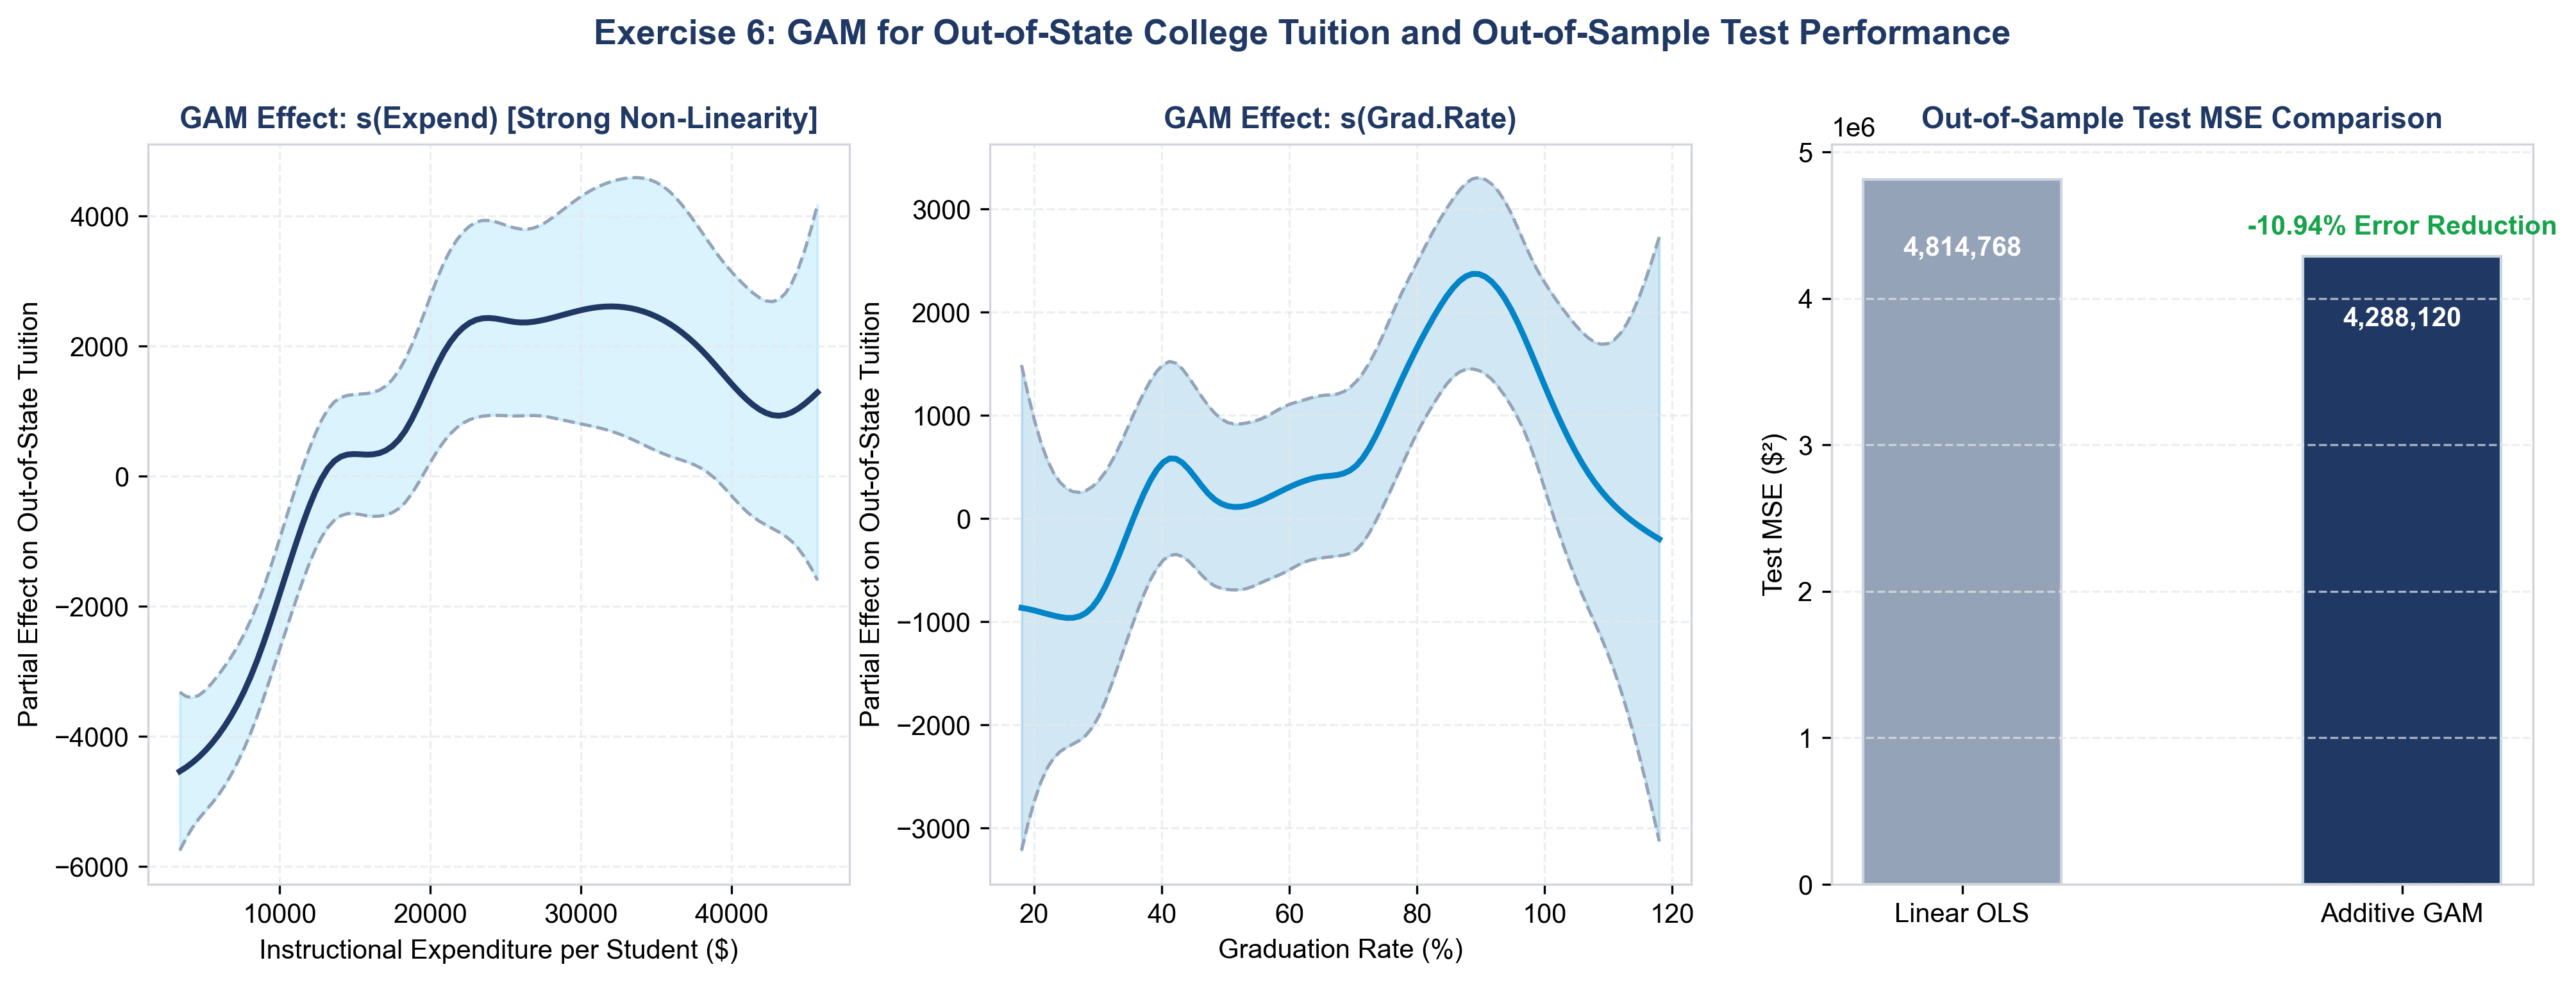 Exercise 6: GAM for Out-of-State College Tuition and Out-of-Sample Test Performance
GAM Effect: s(Expend) [Strong Non-Linearity]
Partial Effect on Out-of-State Tuition
4000
2000
0
−2000
−4000
−6000
10000 20000 30000 40000
Instructional Expenditure per Student ($)
GAM Effect: s(Grad.Rate)
Partial Effect on Out-of-State Tuition
3000
2000
1000
0
−1000
−2000
−3000
20 40 60 80 100 120
Graduation Rate (%)
Out-of-Sample Test MSE Comparison
1e6
Test MSE ($²)
5
4
3
2
1
0
4,814,768
-10.94% Error Reduction
4,288,120
Linear OLS Additive GAM